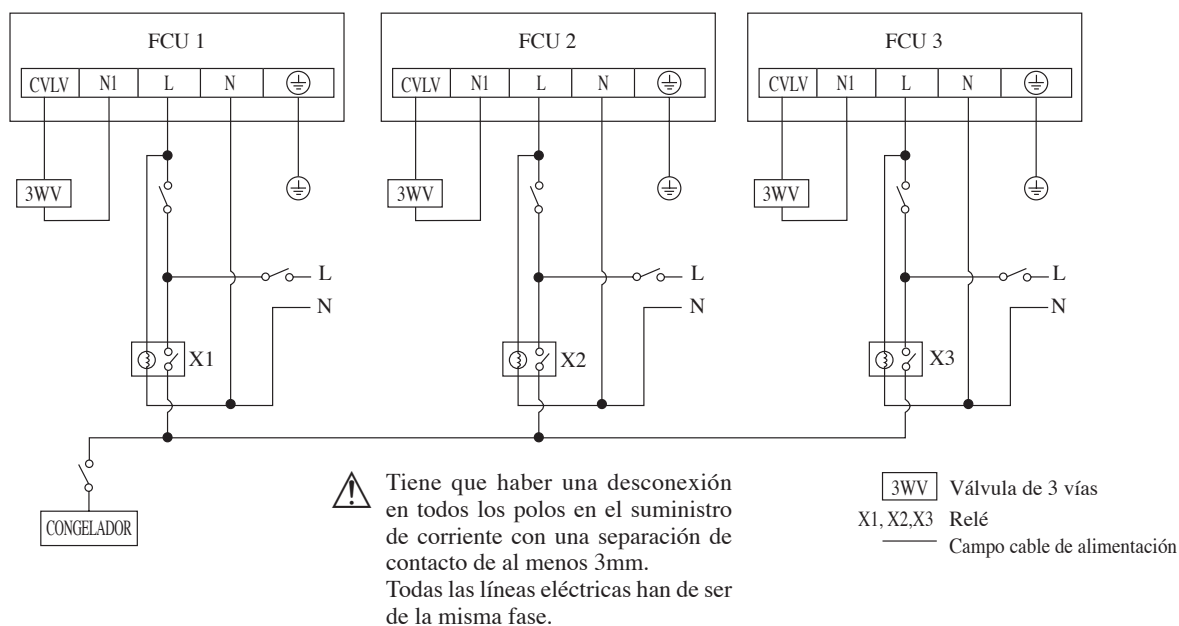 FCU 1
FCU 2
FCU 3
CVLV N1 L N
CVLV N1 L N
CVLV N1 L N
3WV
3WV
3WV
L
L
L
N
N
N
X1
X2
X3
CONGELADOR
Tiene que haber una desconexión
en todos los polos en el suministro
de corriente con una separación de
contacto de al menos 3mm.
Todas las líneas eléctricas han de ser
de la misma fase.
3WV Válvula de 3 vías
X1, X2,X3 Relé
Campo cable de alimentación